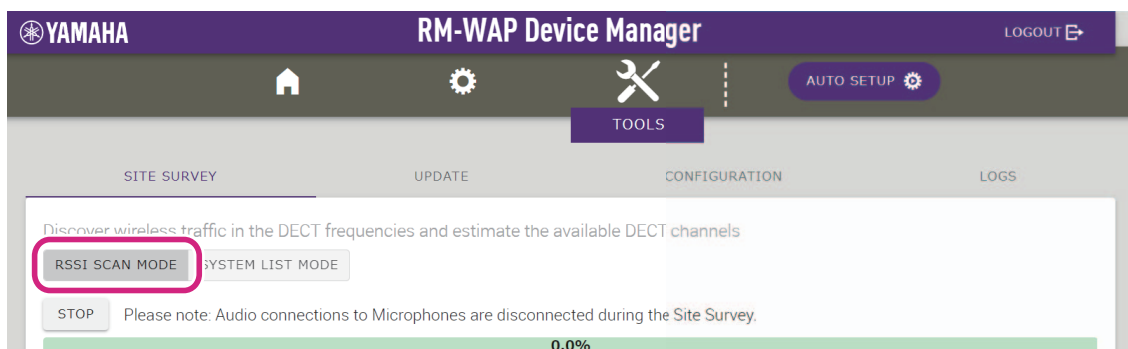 YAMAHA RM-WAP Device Manager LOGOUT
AUTO SETUP
TOOLS
SITE SURVEY UPDATE CONFIGURATION LOGS
Discover wireless traffic in the DECT frequencies and estimate the available DECT channels
RSSI SCAN MODE SYSTEM LIST MODE
STOP Please note: Audio connections to Microphones are disconnected during the Site Survey.
0.0%